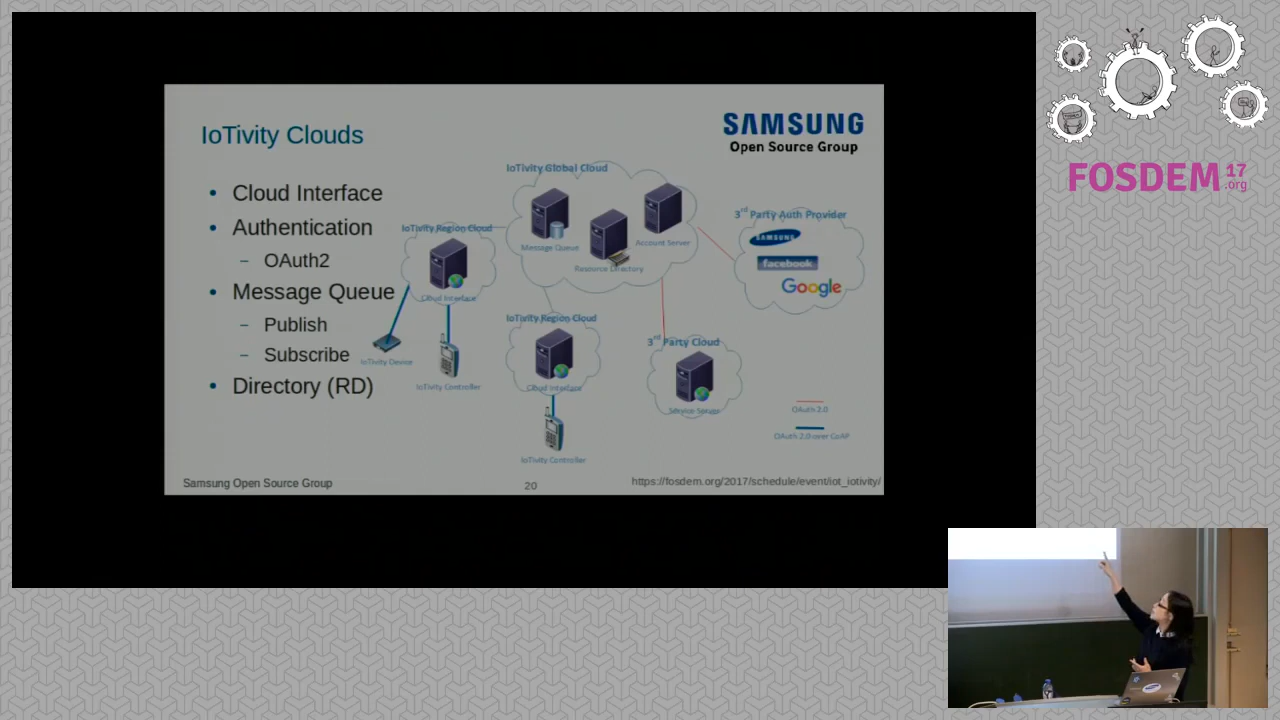 IoTivity Clouds
SAMSUNG
Open Source Group
• Cloud Interface
• Authentication
– OAuth2
• Message Queue
– Publish
– Subscribe
• Directory (RD)
IoTivity Global Cloud
Message Queue
Resource Directory
Account Server
IoTivity Region Cloud
Cloud Interface
IoTivity Device
IoTivity Controller
IoTivity Region Cloud
Cloud Interface
IoTivity Controller
3rd Party Auth Provider
SAMSUNG
facebook
Google
3rd Party Cloud
Service Server
OAuth 2.0
OAuth 2.0 over CoAP
Samsung Open Source Group
20
https://fosdem.org/2017/schedule/event/iot_iotivity/
FOSDEM 17 .org